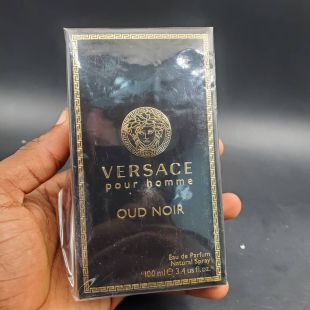 VERSACE
pour homme
OUD NOIR
Eau de Parfum
Natural Spray
100 ml ℮ 3.4 us fl.oz.